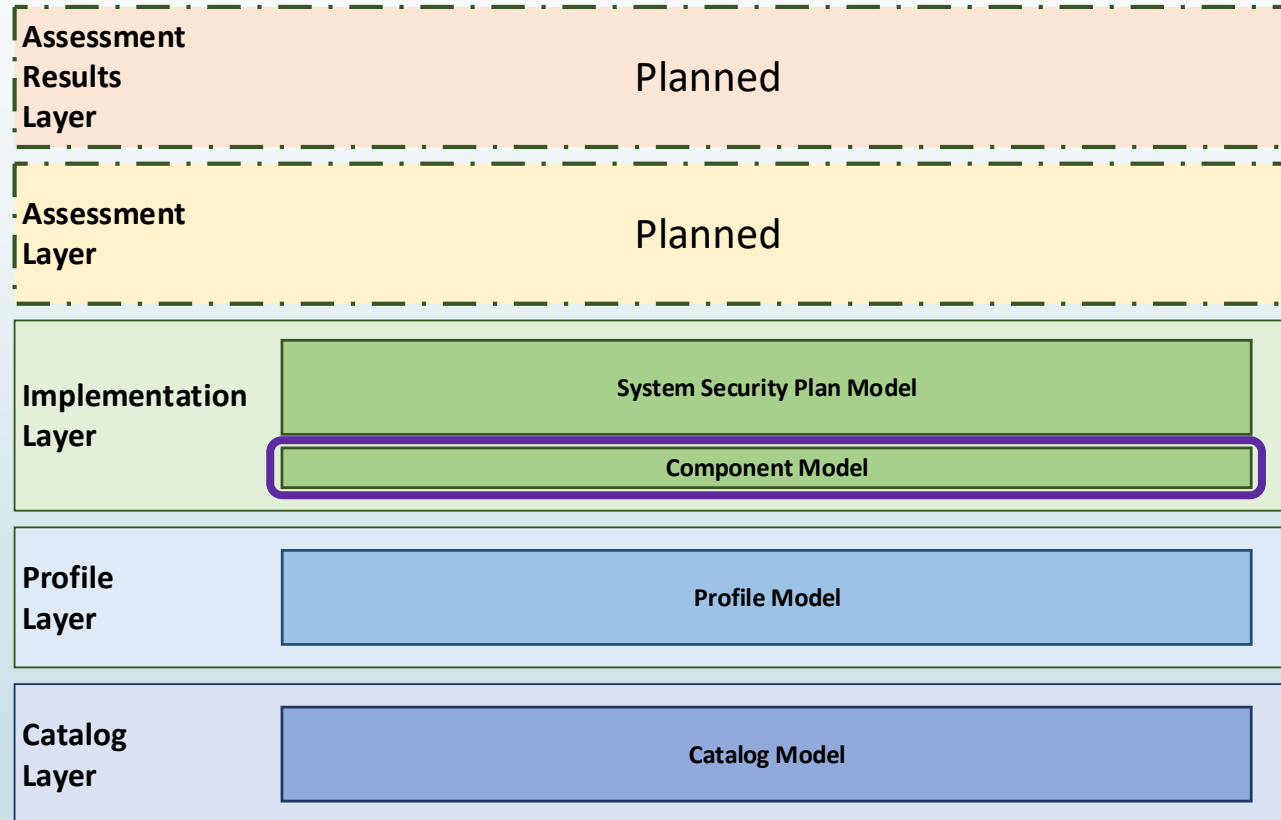 Assessment
Results
Layer
Planned
Assessment
Layer
Planned
Implementation
Layer
System Security Plan Model
Component Model
Profile
Layer
Profile Model
Catalog
Layer
Catalog Model